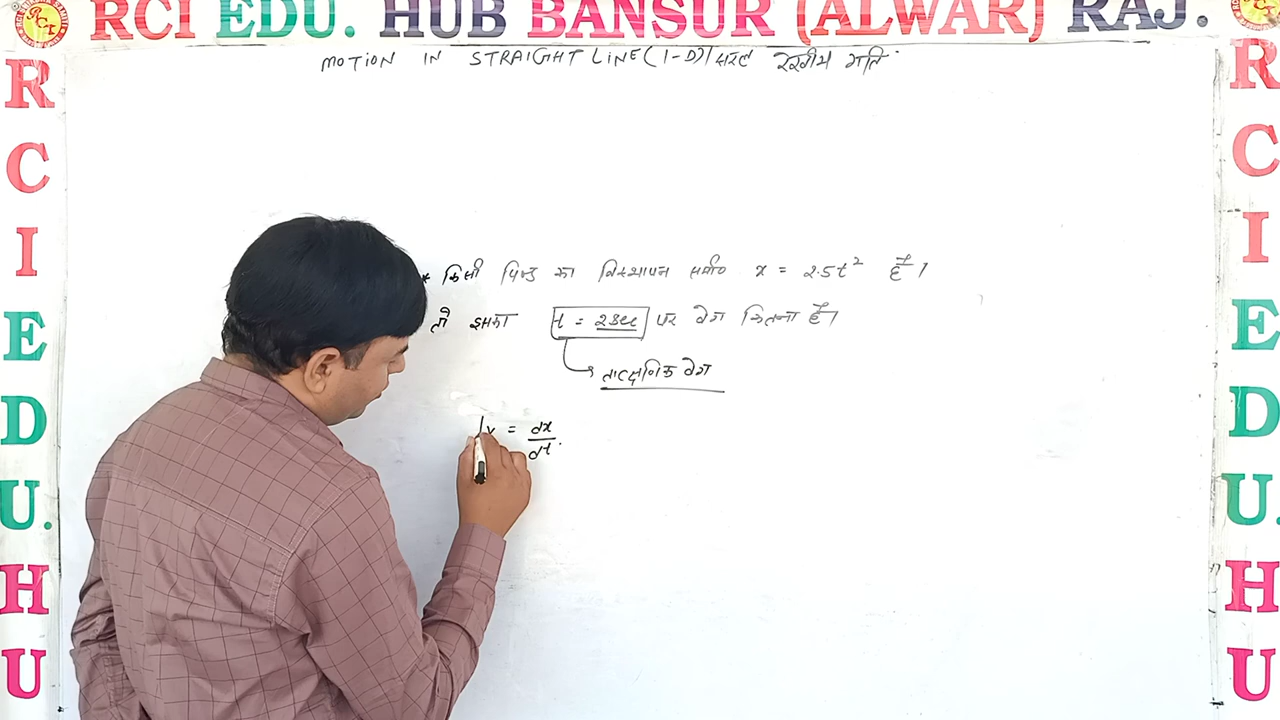 RCI EDU. HUB BANSUR (ALWAR) RAJ.
MOTION IN STRAIGHT LINE (1-D) / सरल रेखीय गति
* किसी पिण्ड का विस्थापन समी० x = 2.5t² है।
तो इसका t = 2sec पर वेग कितना है।
तात्क्षणिक वेग
v = dx/dt
R
C
I
E
D
U.
H
U
R
C
I
E
D
U.
H
U